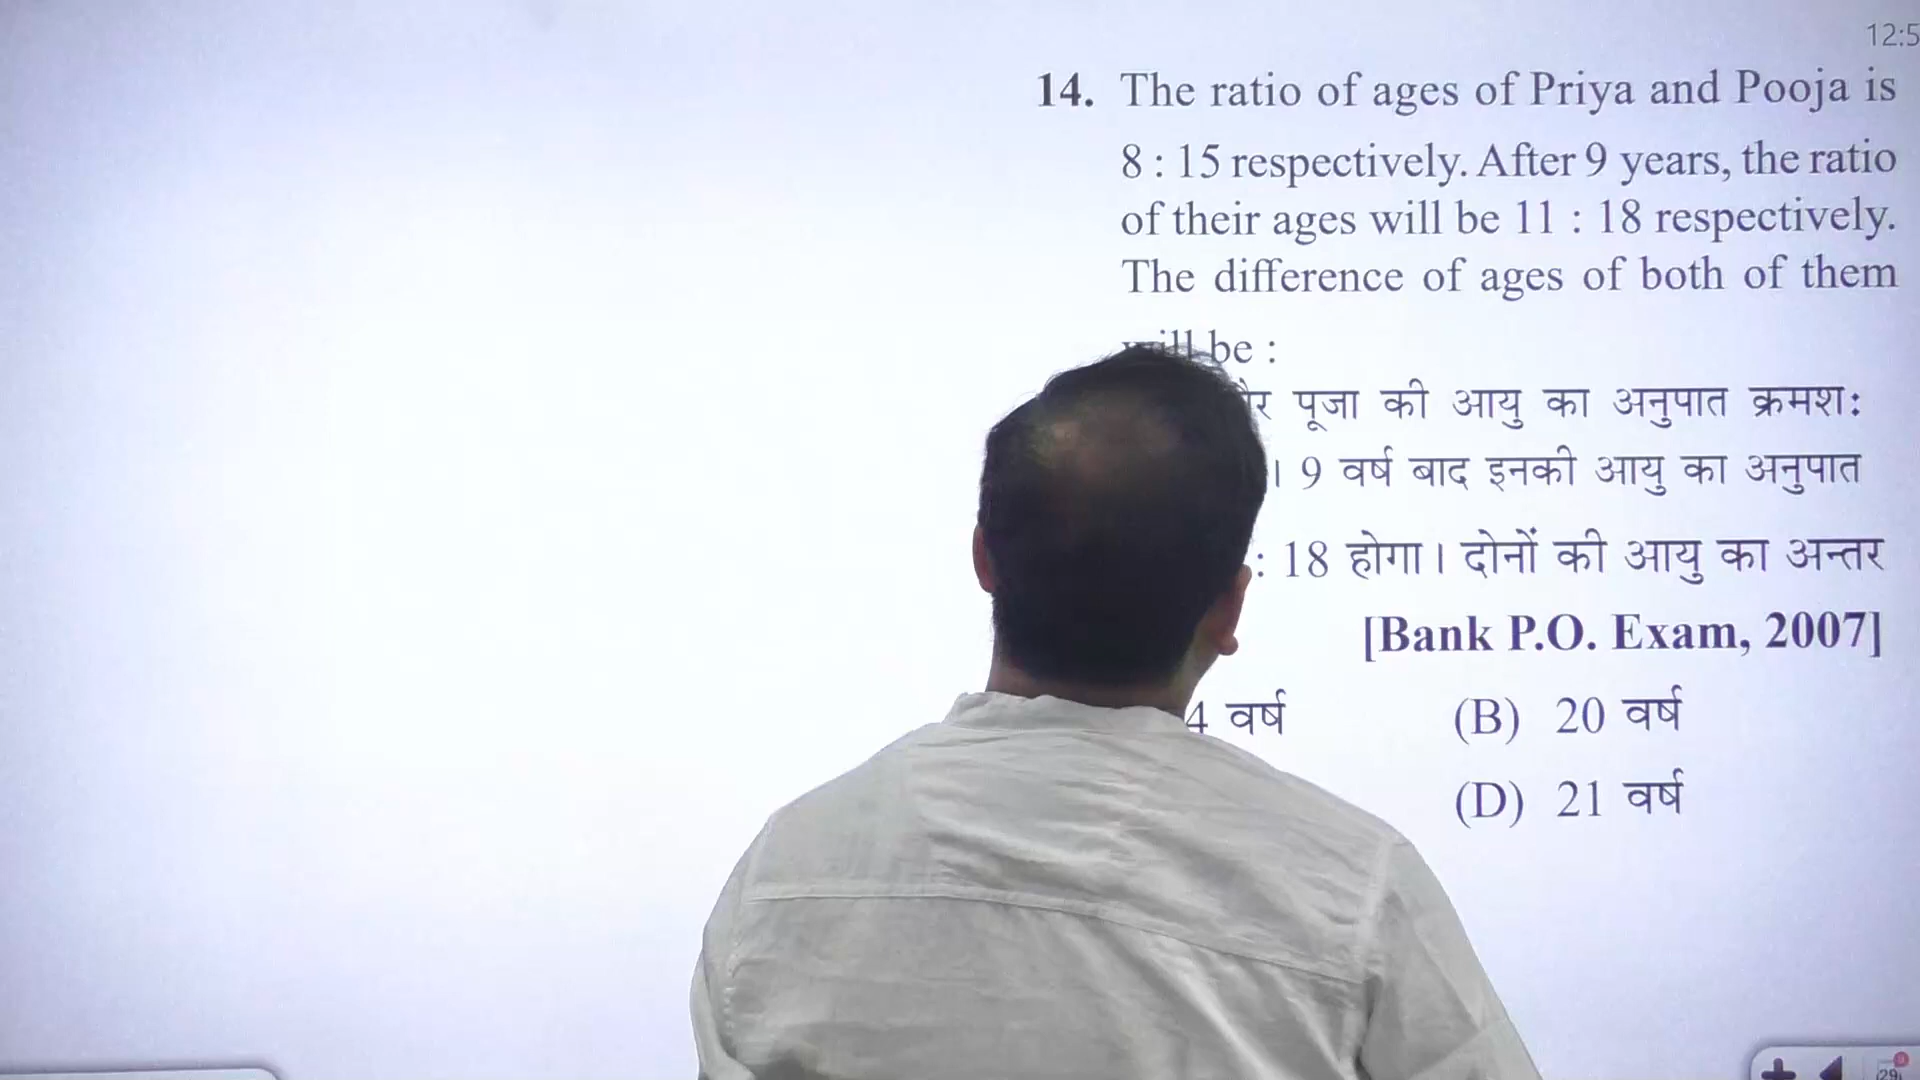 12:5
14. The ratio of ages of Priya and Pooja is
8 : 15 respectively. After 9 years, the ratio
of their ages will be 11 : 18 respectively.
The difference of ages of both of them
will be :
पूजा की आयु का अनुपात क्रमशः
। 9 वर्ष बाद इनकी आयु का अनुपात
: 18 होगा। दोनों की आयु का अन्तर
[Bank P.O. Exam, 2007]
4 वर्ष (B) 20 वर्ष
(D) 21 वर्ष
29